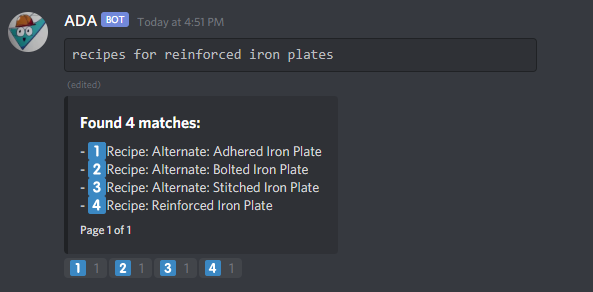 ADA BOT Today at 4:51 PM
recipes for reinforced iron plates
(edited)
Found 4 matches:
- 1 Recipe: Alternate: Adhered Iron Plate
- 2 Recipe: Alternate: Bolted Iron Plate
- 3 Recipe: Alternate: Stitched Iron Plate
- 4 Recipe: Reinforced Iron Plate
Page 1 of 1
1 1 2 1 3 1 4 1